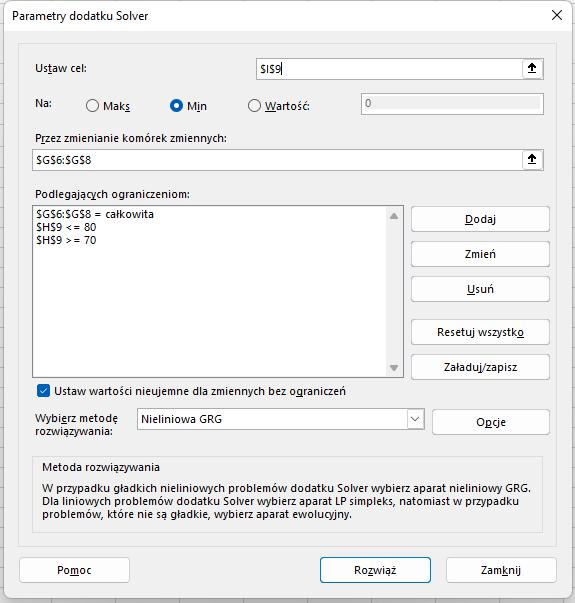 Parametry dodatku Solver
Ustaw cel:
$I$9
Na:
Maks
Min
Wartość:
0
Przez zmienianie komórek zmiennych:
$G$6:$G$8
Podlegających ograniczeniom:
$G$6:$G$8 = całkowita
$H$9 <= 80
$H$9 >= 70
Dodaj
Zmień
Usuń
Resetuj wszystko
Załaduj/zapisz
Ustaw wartości nieujemne dla zmiennych bez ograniczeń
Wybierz metodę
rozwiązywania:
Nieliniowa GRG
Opcje
Metoda rozwiązywania
W przypadku gładkich nieliniowych problemów dodatku Solver wybierz aparat nieliniowy GRG.
Dla liniowych problemów dodatku Solver wybierz aparat LP simpleks, natomiast w przypadku
problemów, które nie są gładkie, wybierz aparat ewolucyjny.
Pomoc
Rozwiąż
Zamknij